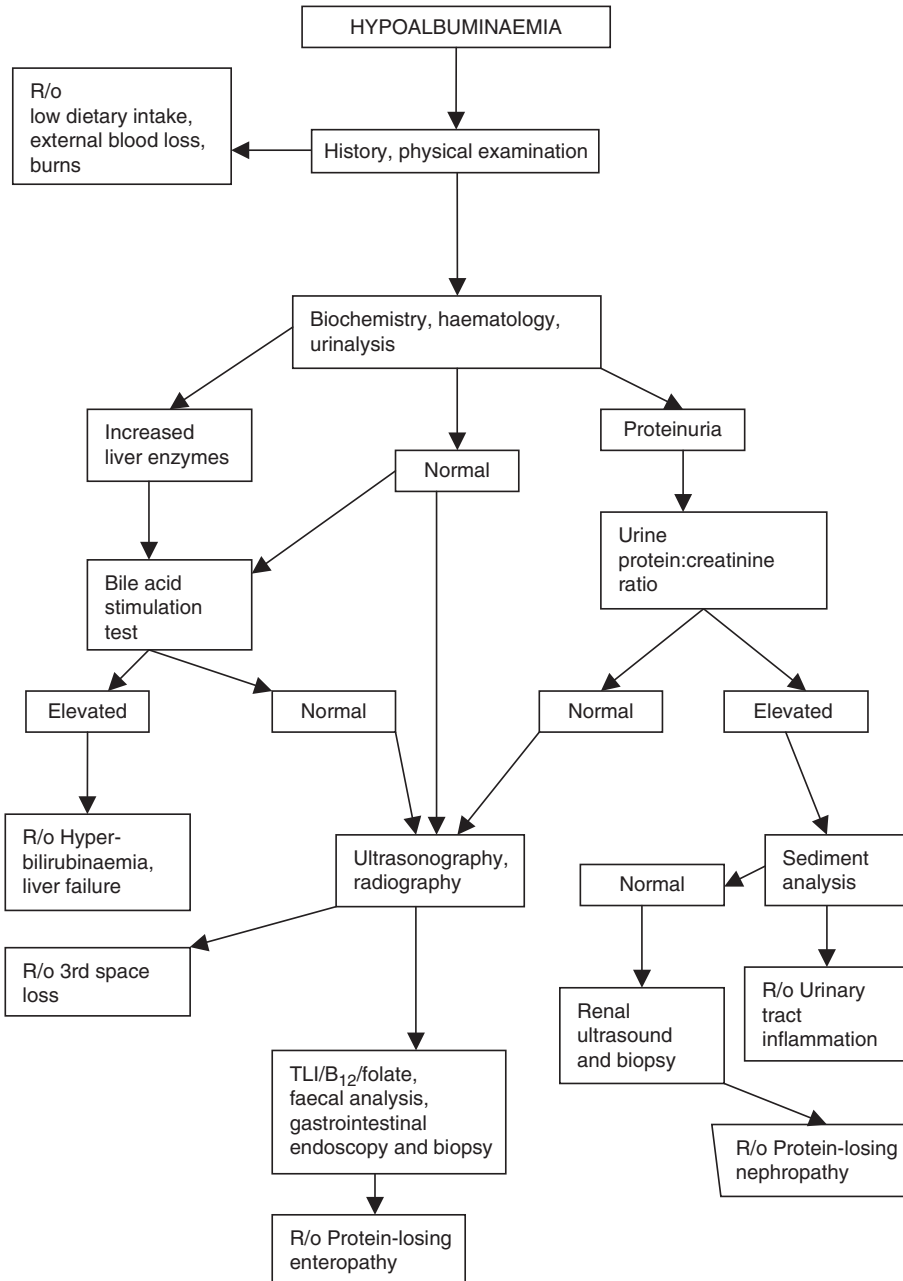 HYPOALBUMINAEMIA
R/o
low dietary intake,
external blood loss,
burns
History, physical examination
Biochemistry, haematology,
urinalysis
Increased
liver enzymes
Normal
Proteinuria
Bile acid
stimulation
test
Urine
protein:creatinine
ratio
Elevated
Normal
Normal
Elevated
R/o Hyper-
bilirubinaemia,
liver failure
Ultrasonography,
radiography
Normal
Sediment
analysis
R/o 3rd space
loss
Renal
ultrasound
and biopsy
R/o Urinary
tract
inflammation
TLI/B12/folate,
faecal analysis,
gastrointestinal
endoscopy and biopsy
R/o Protein-losing
nephropathy
R/o Protein-losing
enteropathy